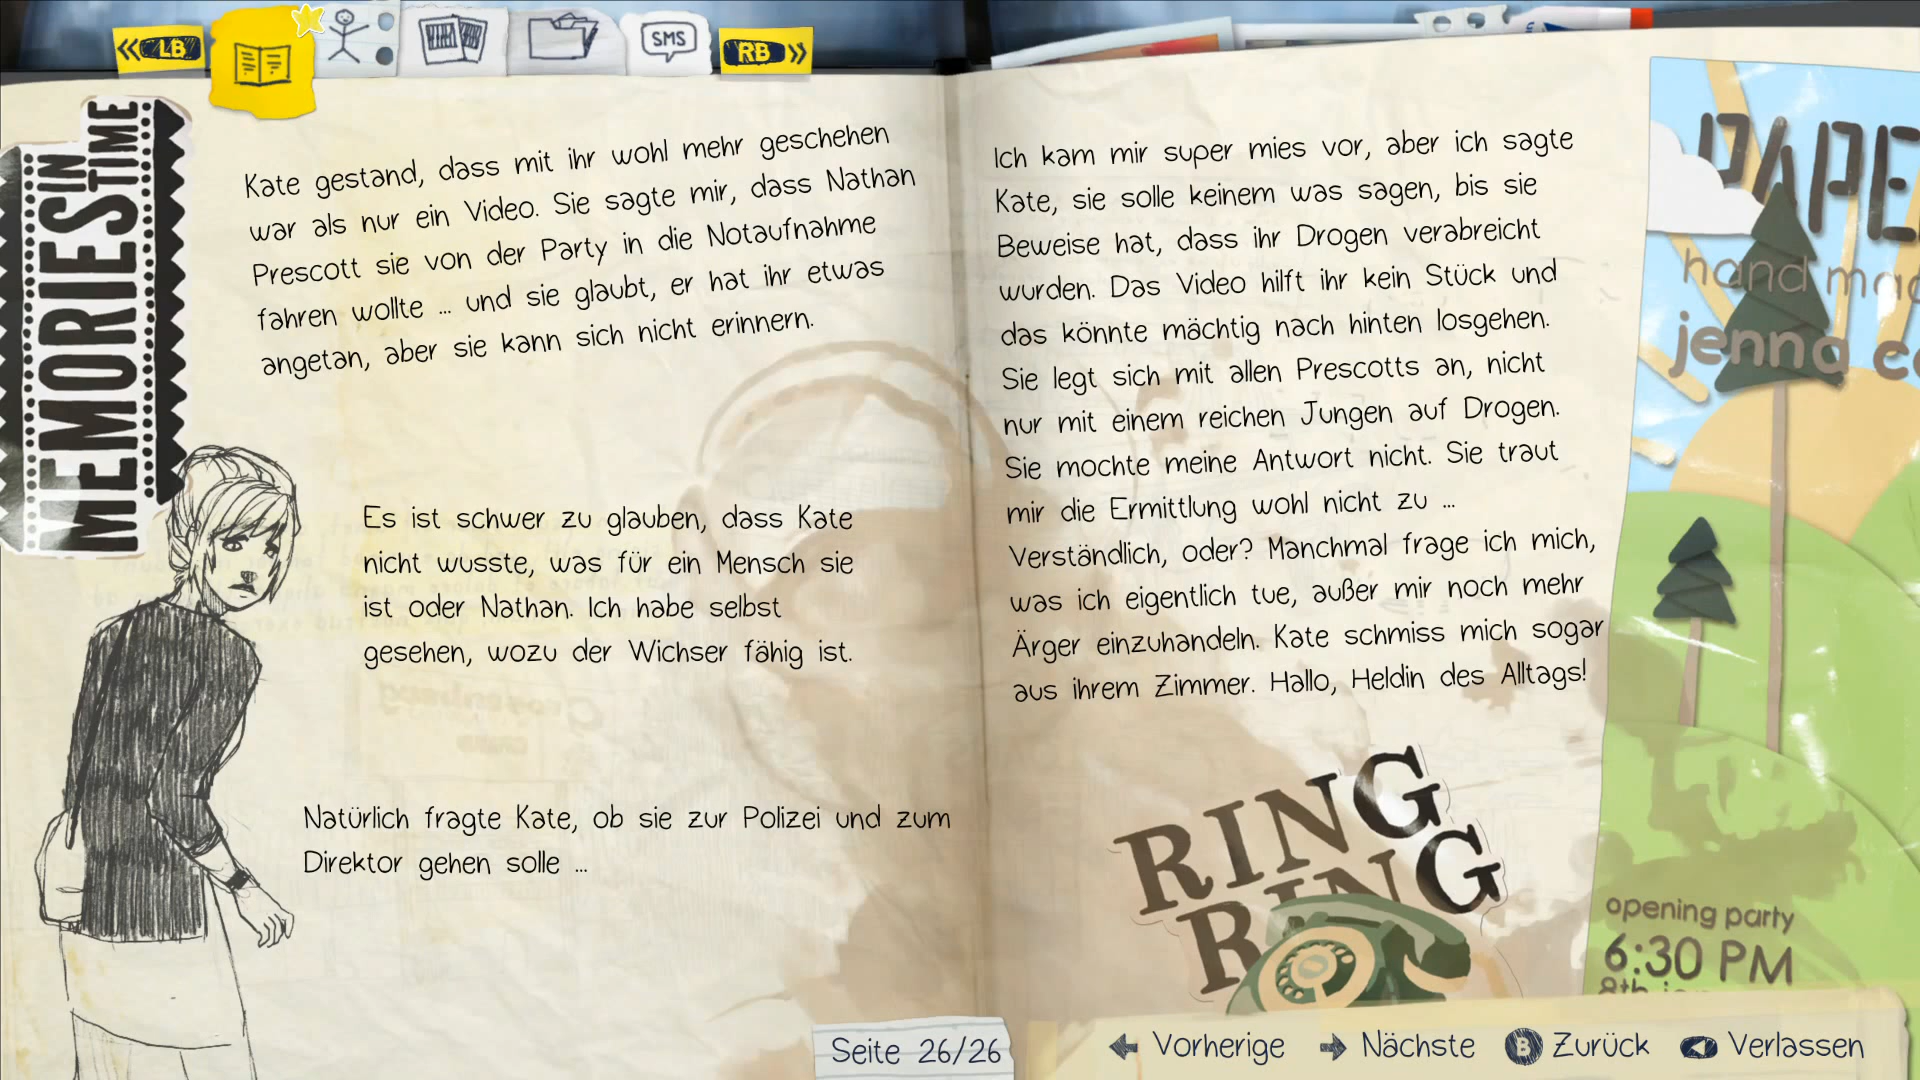 LB
SMS
RB
MEMORIES IN TIME
Kate gestand, dass mit ihr wohl mehr geschehen
war als nur ein Video. Sie sagte mir, dass Nathan
Prescott sie von der Party in die Notaufnahme
fahren wollte ... und sie glaubt, er hat ihr etwas
angetan, aber sie kann sich nicht erinnern.
Es ist schwer zu glauben, dass Kate
nicht wusste, was für ein Mensch sie
ist oder Nathan. Ich habe selbst
gesehen, wozu der Wichser fähig ist.
Natürlich fragte Kate, ob sie zur Polizei und zum
Direktor gehen solle ...
Ich kam mir super mies vor, aber ich sagte
Kate, sie solle keinem was sagen, bis sie
Beweise hat, dass ihr Drogen verabreicht
wurden. Das Video hilft ihr kein Stück und
das könnte mächtig nach hinten losgehen.
Sie legt sich mit allen Prescotts an, nicht
nur mit einem reichen Jungen auf Drogen.
Sie mochte meine Antwort nicht. Sie traut
mir die Ermittlung wohl nicht zu ...
Verständlich, oder? Manchmal frage ich mich,
was ich eigentlich tue, außer mir noch mehr
Ärger einzuhandeln. Kate schmiss mich sogar
aus ihrem Zimmer. Hallo, Heldin des Alltags!
RING
RING
PAPE
hand mad
jenna co
opening party
6:30 PM
8th
Seite 26/26
Vorherige
Nächste
B Zurück
Verlassen